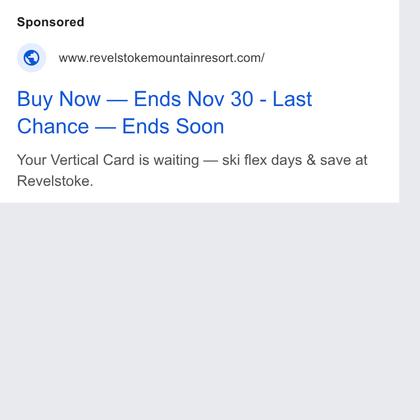 Sponsored
www.revelstokemountainresort.com/
Buy Now — Ends Nov 30 - Last
Chance — Ends Soon
Your Vertical Card is waiting — ski flex days & save at
Revelstoke.